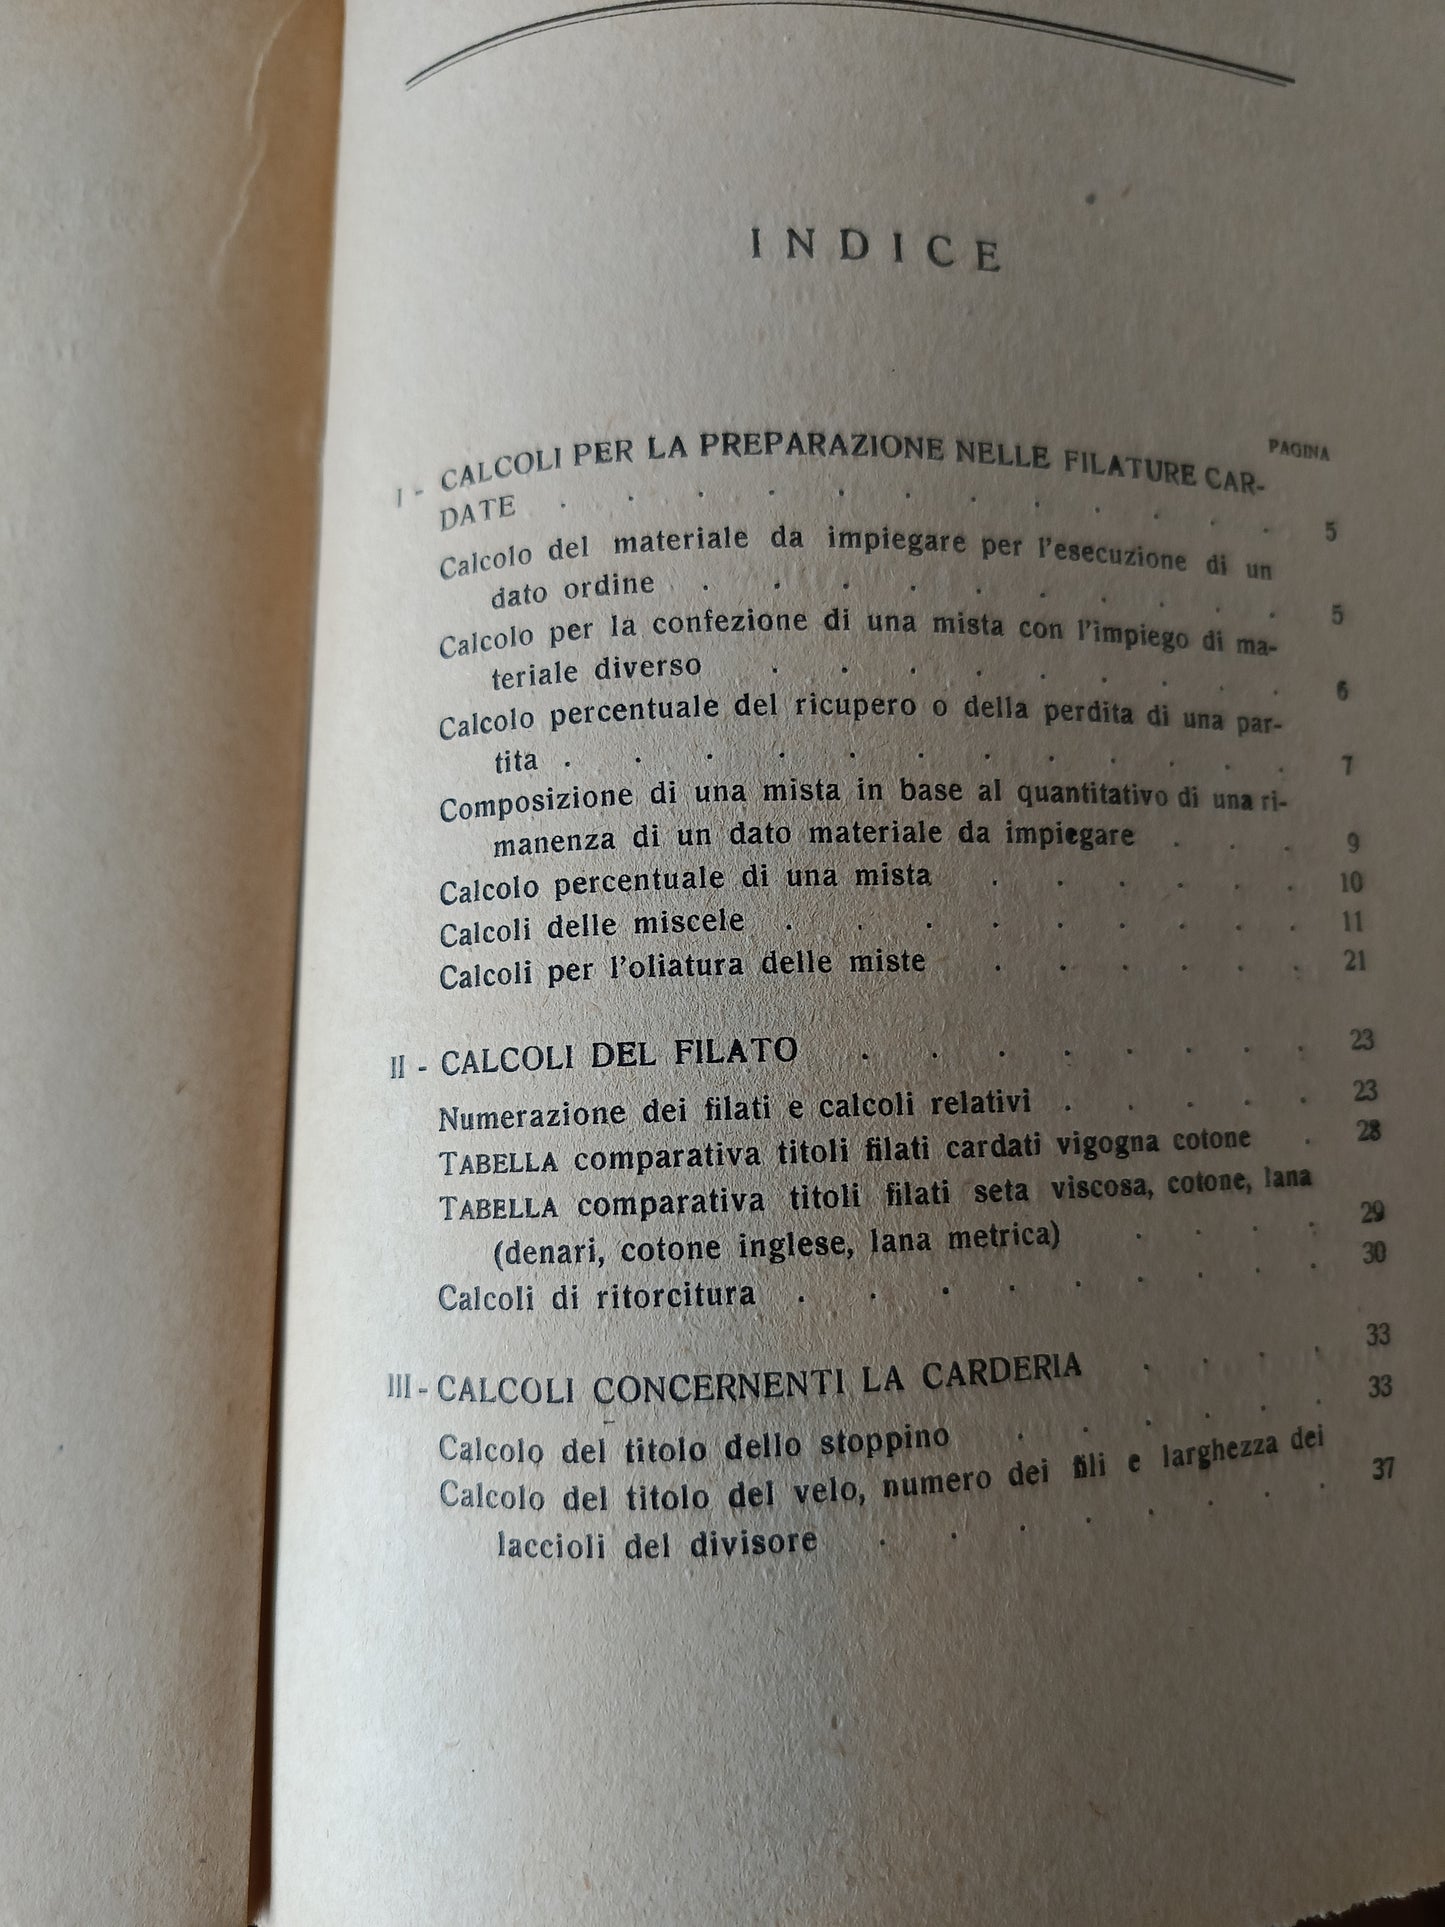 INDICE
PAGINA
I - CALCOLI PER LA PREPARAZIONE NELLE FILATURE CAR-
DATE . . . . . . . . . . . 5
Calcolo del materiale da impiegare per l'esecuzione di un
dato ordine . . . . . . . . . 5
Calcolo per la confezione di una mista con l'impiego di ma-
teriale diverso . . . . . . . . 6
Calcolo percentuale del ricupero o della perdita di una par-
tita . . . . . . . . . . . 7
Composizione di una mista in base al quantitativo di una ri-
manenza di un dato materiale da impiegare . . . 9
Calcolo percentuale di una mista . . . . . . 10
Calcoli delle miscele . . . . . . . . 11
Calcoli per l'oliatura delle miste . . . . . . 21
II - CALCOLI DEL FILATO . . . . . . . . 23
Numerazione dei filati e calcoli relativi . . . . . 23
TABELLA comparativa titoli filati cardati vigogna cotone . 28
TABELLA comparativa titoli filati seta viscosa, cotone, lana
(denari, cotone inglese, lana metrica) . . . . 29
Calcoli di ritorcitura . . . . . . . . 30
III - CALCOLI CONCERNENTI LA CARDERIA . . . . 33
Calcolo del titolo dello stoppino . . . . . . 33
Calcolo del titolo del velo, numero dei fili e larghezza dei
laccioli del divisore . . . . . . . . 37